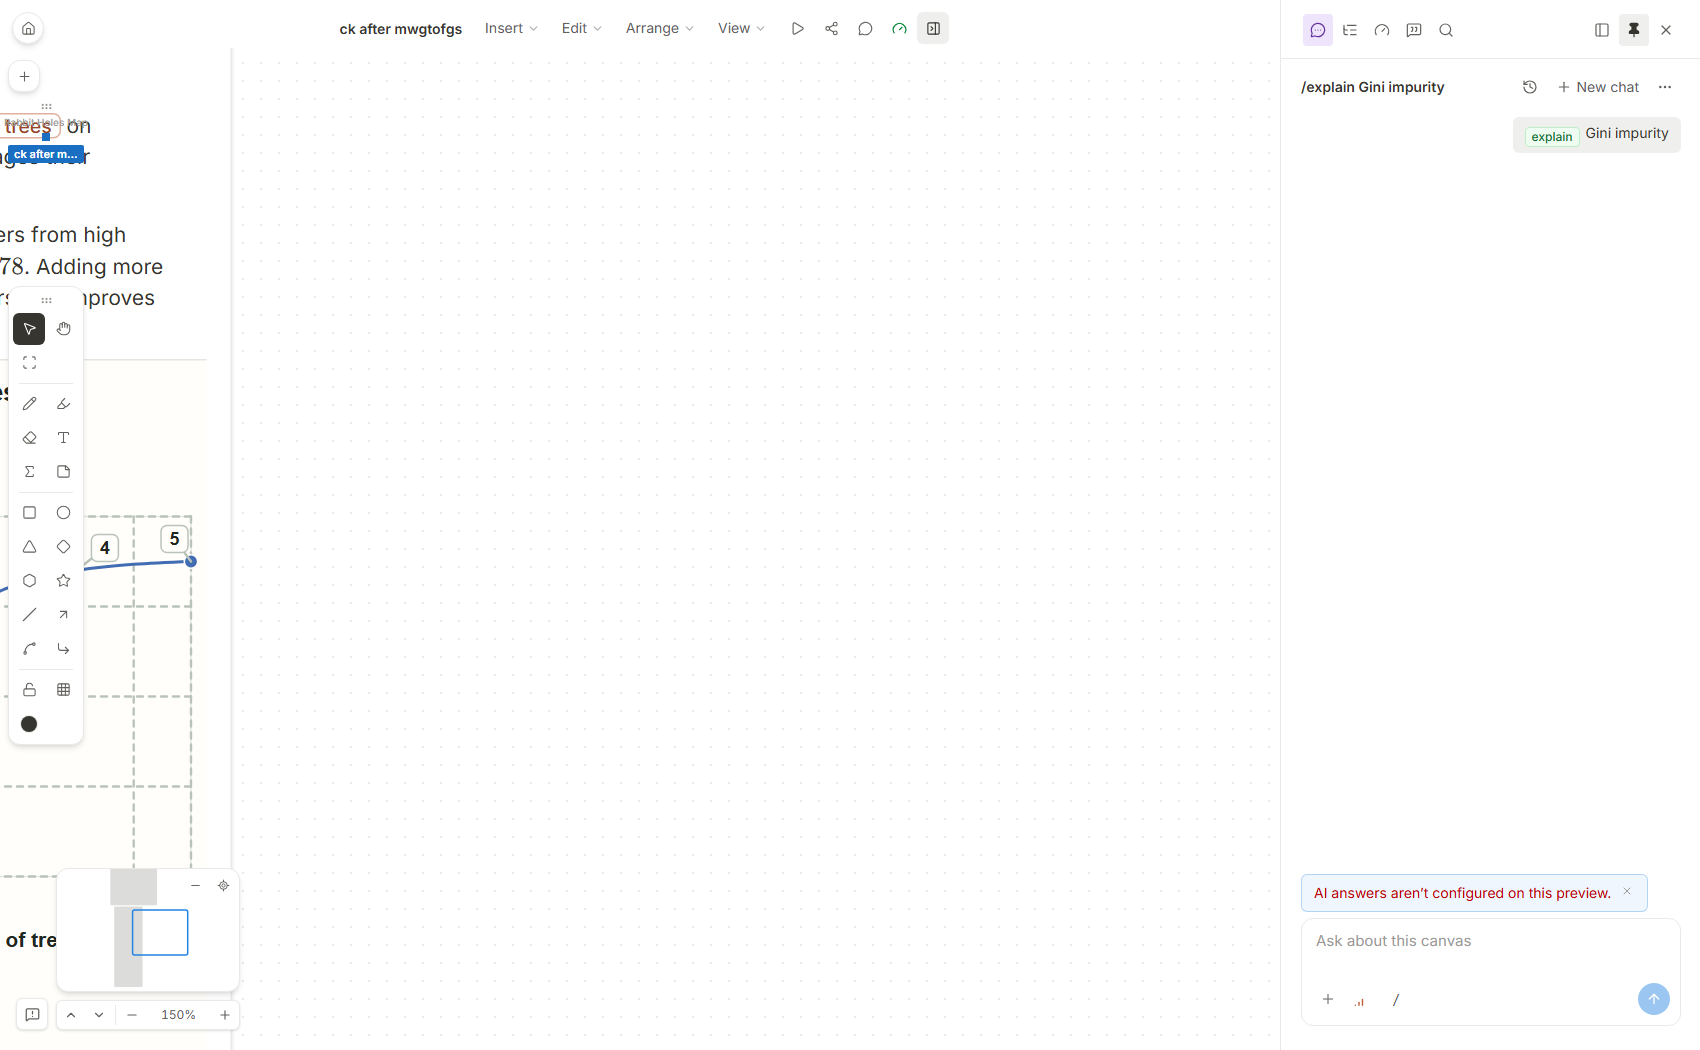 ck after mwgtofgs
Insert
Edit
Arrange
View
trees on
ck after m...
ers from high
78. Adding more
mproves
es
4
5
of tre
150%
/explain Gini impurity
New chat
explain Gini impurity
AI answers aren't configured on this preview.
Ask about this canvas
/